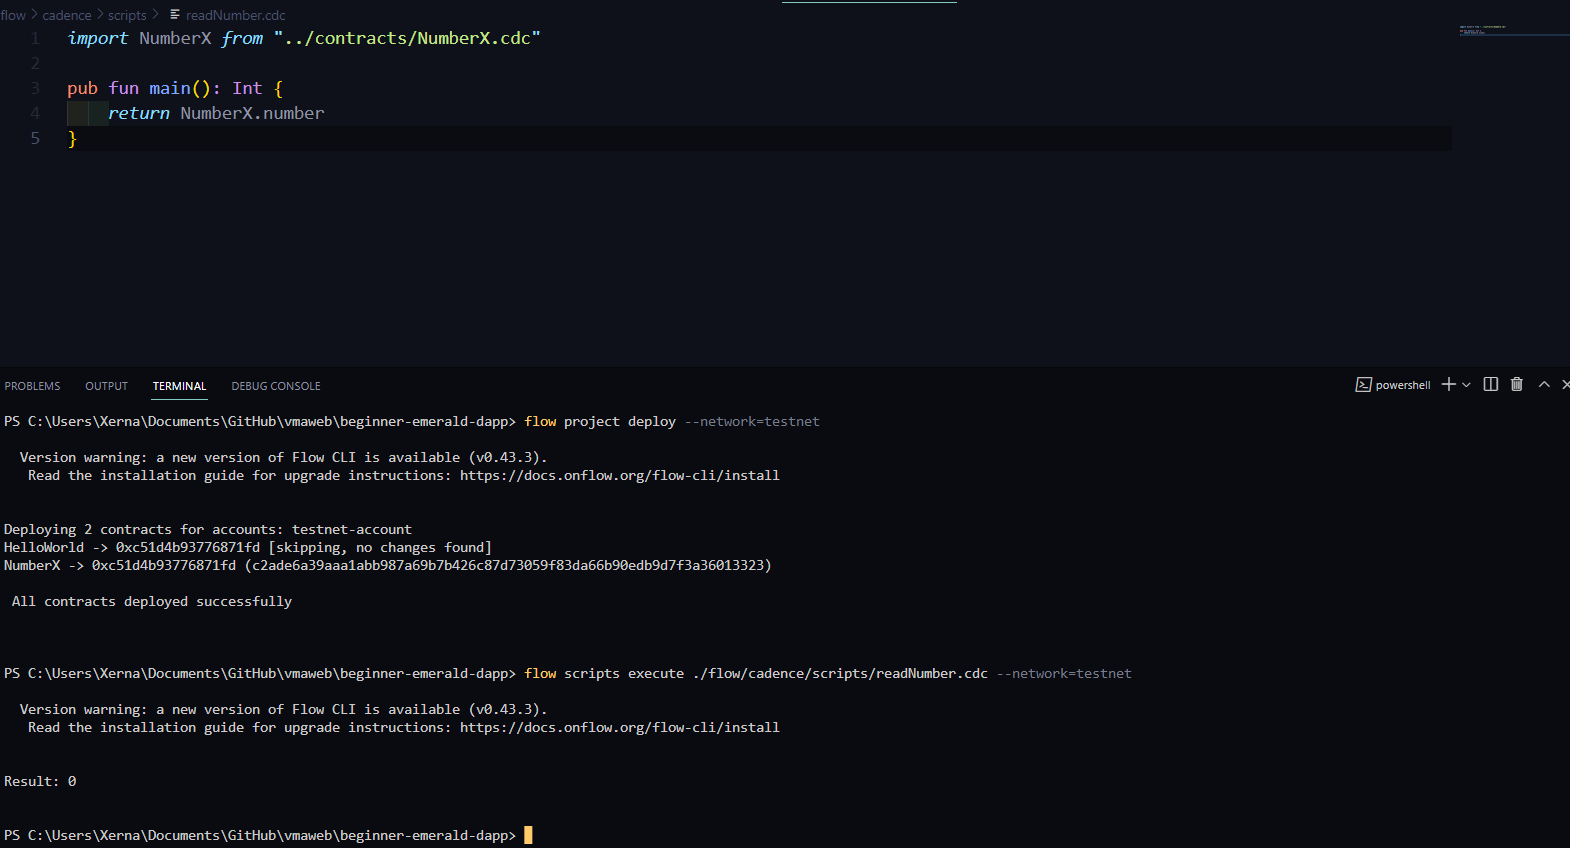 flow > cadence > scripts > readNumber.cdc
1 import NumberX from "../contracts/NumberX.cdc"
2
3 pub fun main(): Int {
4 return NumberX.number
5 }
PROBLEMS OUTPUT TERMINAL DEBUG CONSOLE powershell
PS C:\Users\Xerna\Documents\GitHub\vmaweb\beginner-emerald-dapp> flow project deploy --network=testnet
Version warning: a new version of Flow CLI is available (v0.43.3).
Read the installation guide for upgrade instructions: https://docs.onflow.org/flow-cli/install
Deploying 2 contracts for accounts: testnet-account
HelloWorld -> 0xc51d4b93776871fd [skipping, no changes found]
NumberX -> 0xc51d4b93776871fd (c2ade6a39aaa1abb987a69b7b426c87d73059f83da66b90edb9d7f3a36013323)
All contracts deployed successfully
PS C:\Users\Xerna\Documents\GitHub\vmaweb\beginner-emerald-dapp> flow scripts execute ./flow/cadence/scripts/readNumber.cdc --network=testnet
Version warning: a new version of Flow CLI is available (v0.43.3).
Read the installation guide for upgrade instructions: https://docs.onflow.org/flow-cli/install
Result: 0
PS C:\Users\Xerna\Documents\GitHub\vmaweb\beginner-emerald-dapp>